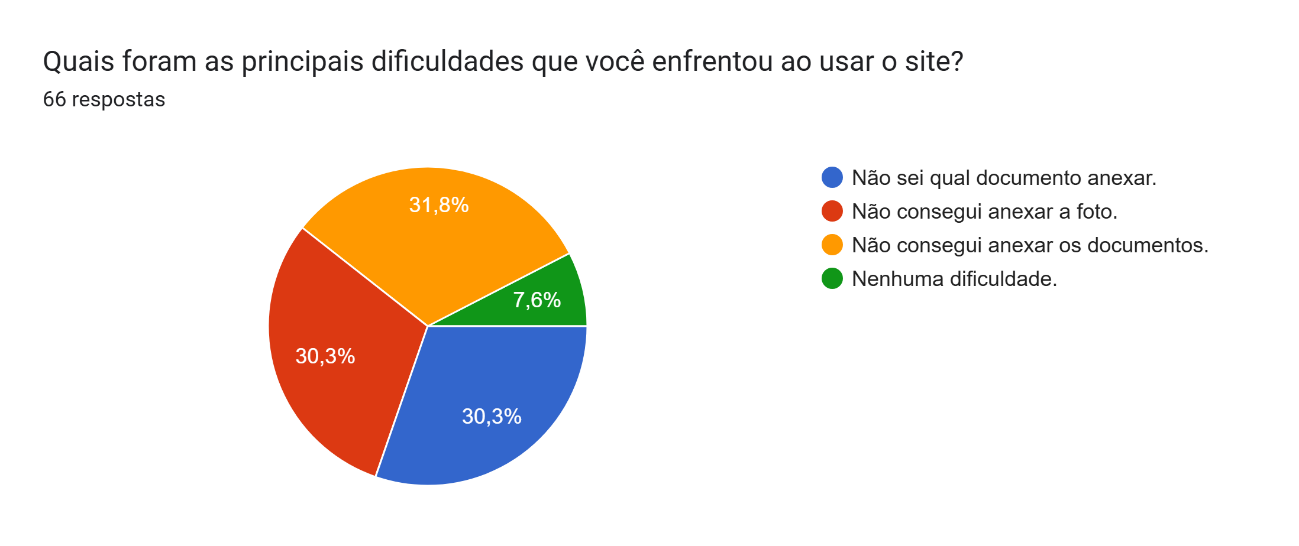 Quais foram as principais dificuldades que você enfrentou ao usar o site?
66 respostas
Não sei qual documento anexar.
Não consegui anexar a foto.
Não consegui anexar os documentos.
Nenhuma dificuldade.
31,8%
7,6%
30,3%
30,3%